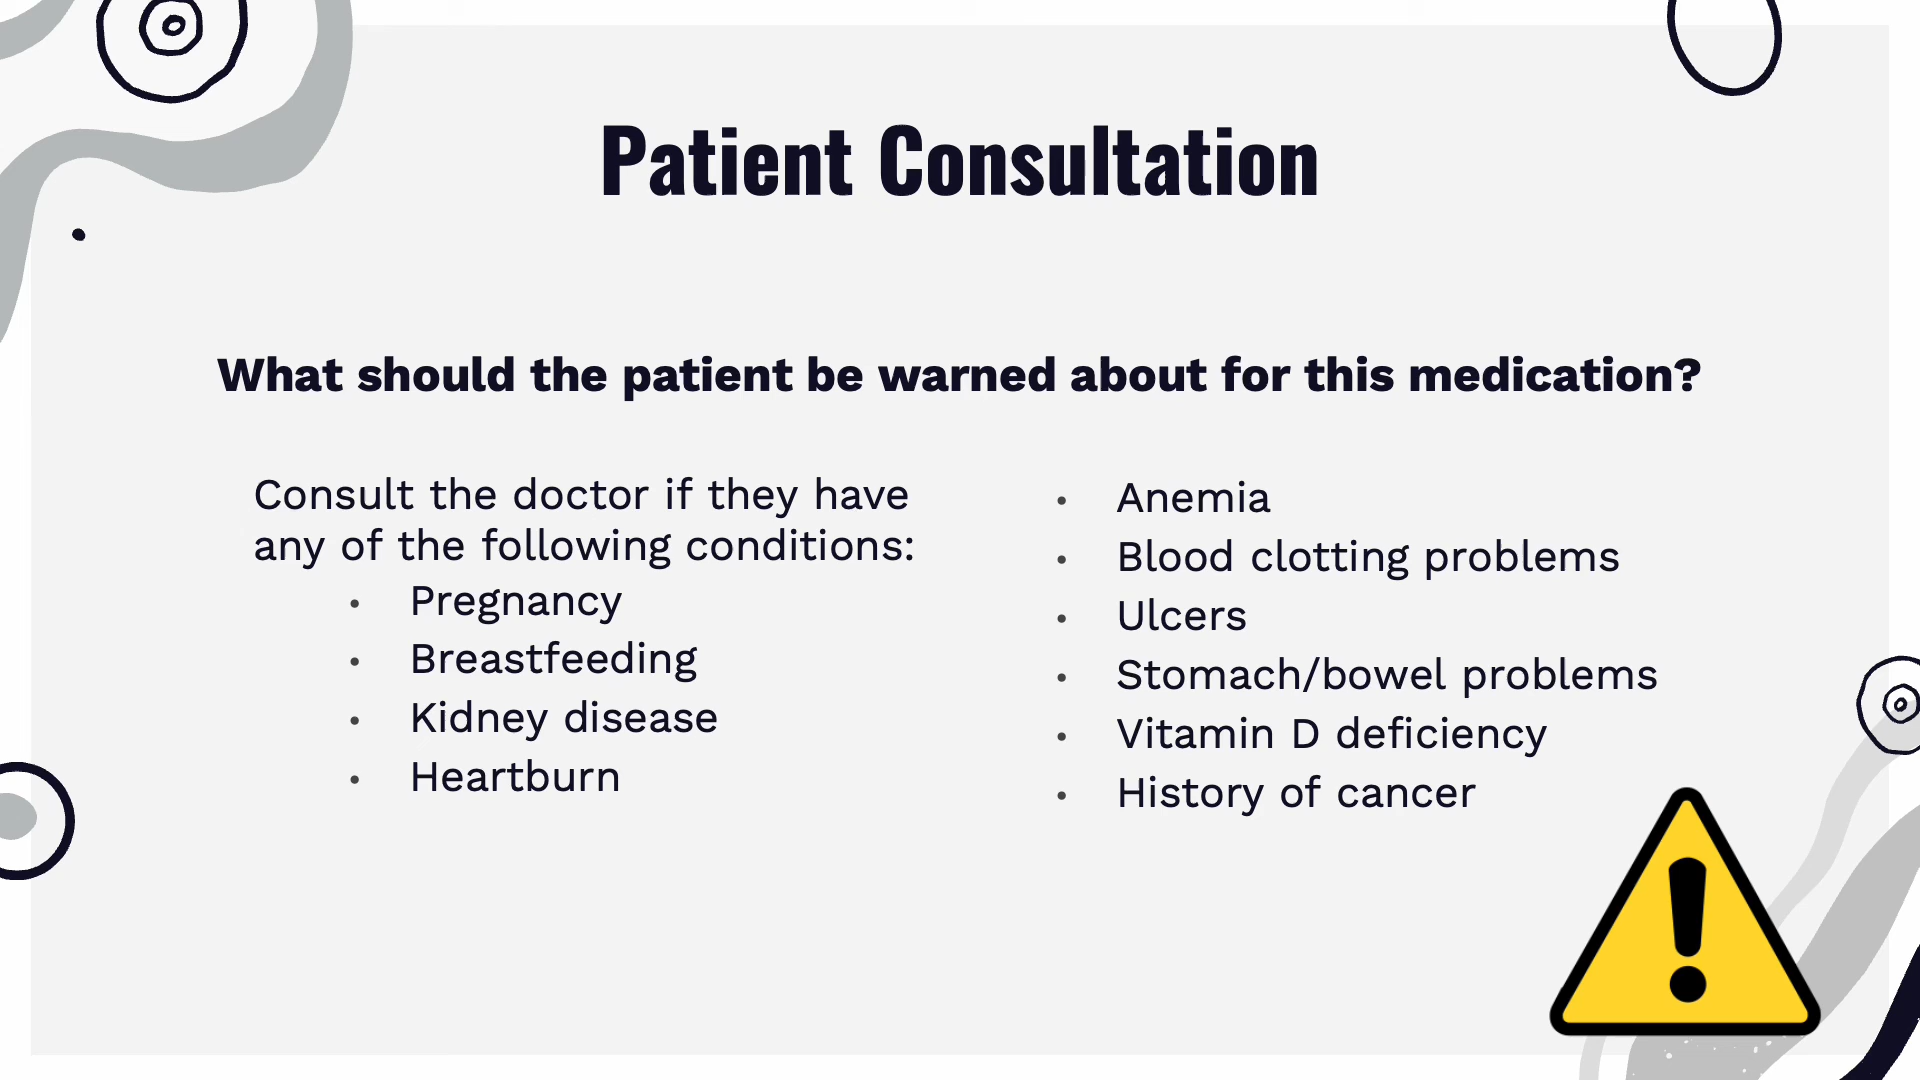 Patient Consultation
What should the patient be warned about for this medication?
Consult the doctor if they have
any of the following conditions:
• Pregnancy
• Breastfeeding
• Kidney disease
• Heartburn
• Anemia
• Blood clotting problems
• Ulcers
• Stomach/bowel problems
• Vitamin D deficiency
• History of cancer